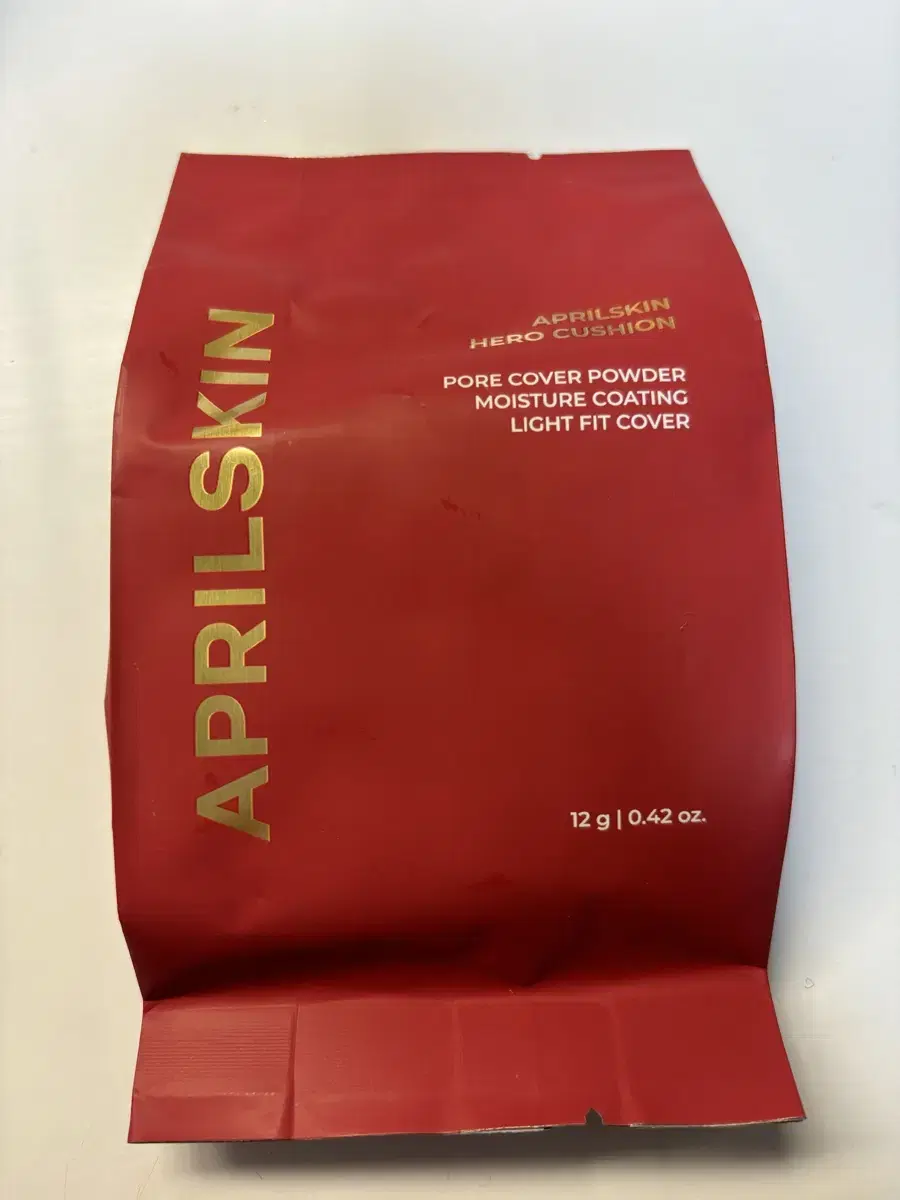 APRILSKIN
APRILSKIN
HERO CUSHION
PORE COVER POWDER
MOISTURE COATING
LIGHT FIT COVER
12 g | 0.42 oz.